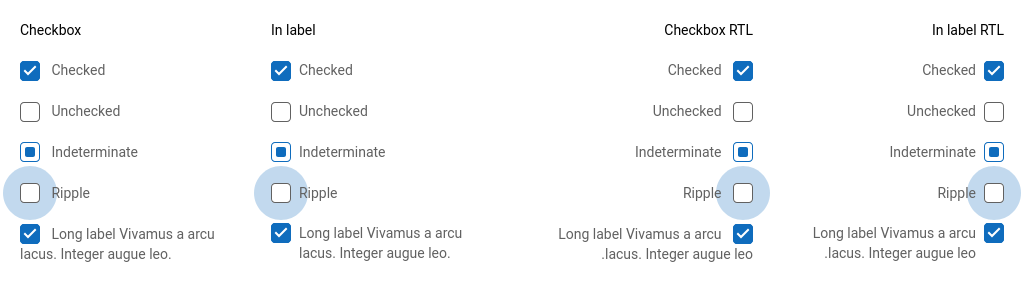 Checkbox
Checked
Unchecked
Indeterminate
Ripple
Long label Vivamus a arcu
lacus. Integer augue leo.
In label
Checked
Unchecked
Indeterminate
Ripple
Long label Vivamus a arcu
lacus. Integer augue leo.
Checkbox RTL
Checked
Unchecked
Indeterminate
Ripple
Long label Vivamus a arcu
.lacus. Integer augue leo
In label RTL
Checked
Unchecked
Indeterminate
Ripple
Long label Vivamus a arcu
.lacus. Integer augue leo